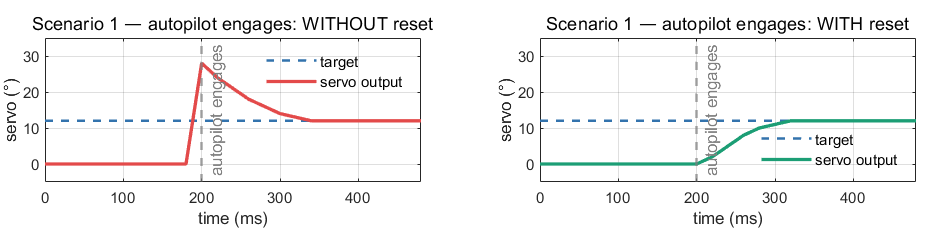 Scenario 1 — autopilot engages: WITHOUT reset
servo (°)
30
20
10
0
0
100
200
300
400
time (ms)
autopilot engages
target
servo output
Scenario 1 — autopilot engages: WITH reset
servo (°)
30
20
10
0
0
100
200
300
400
time (ms)
autopilot engages
target
servo output